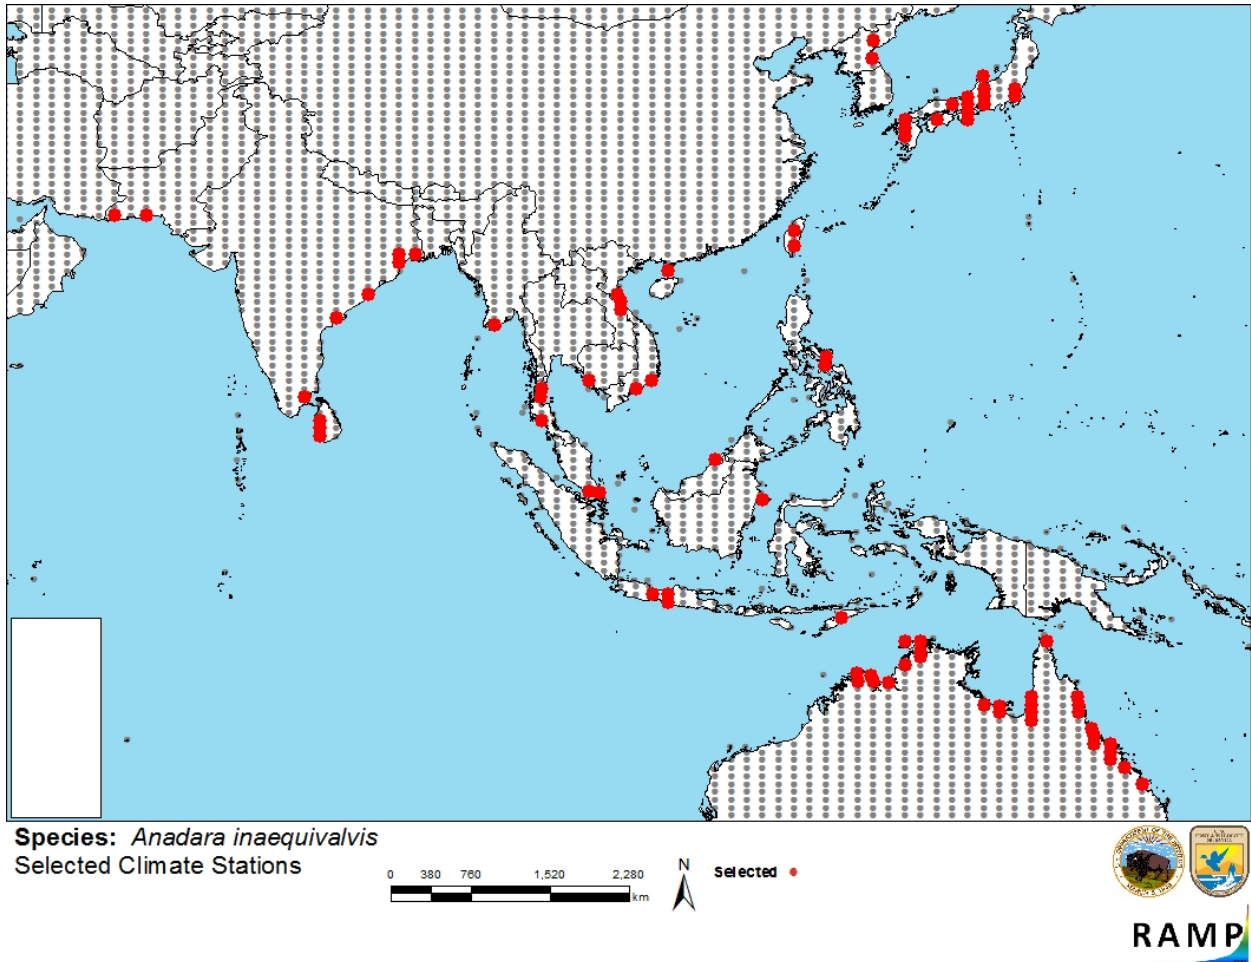 Species: Anadara inaequivalvis
Selected Climate Stations
0 380 760 1,520 2,280
km
N
Selected
RAMP